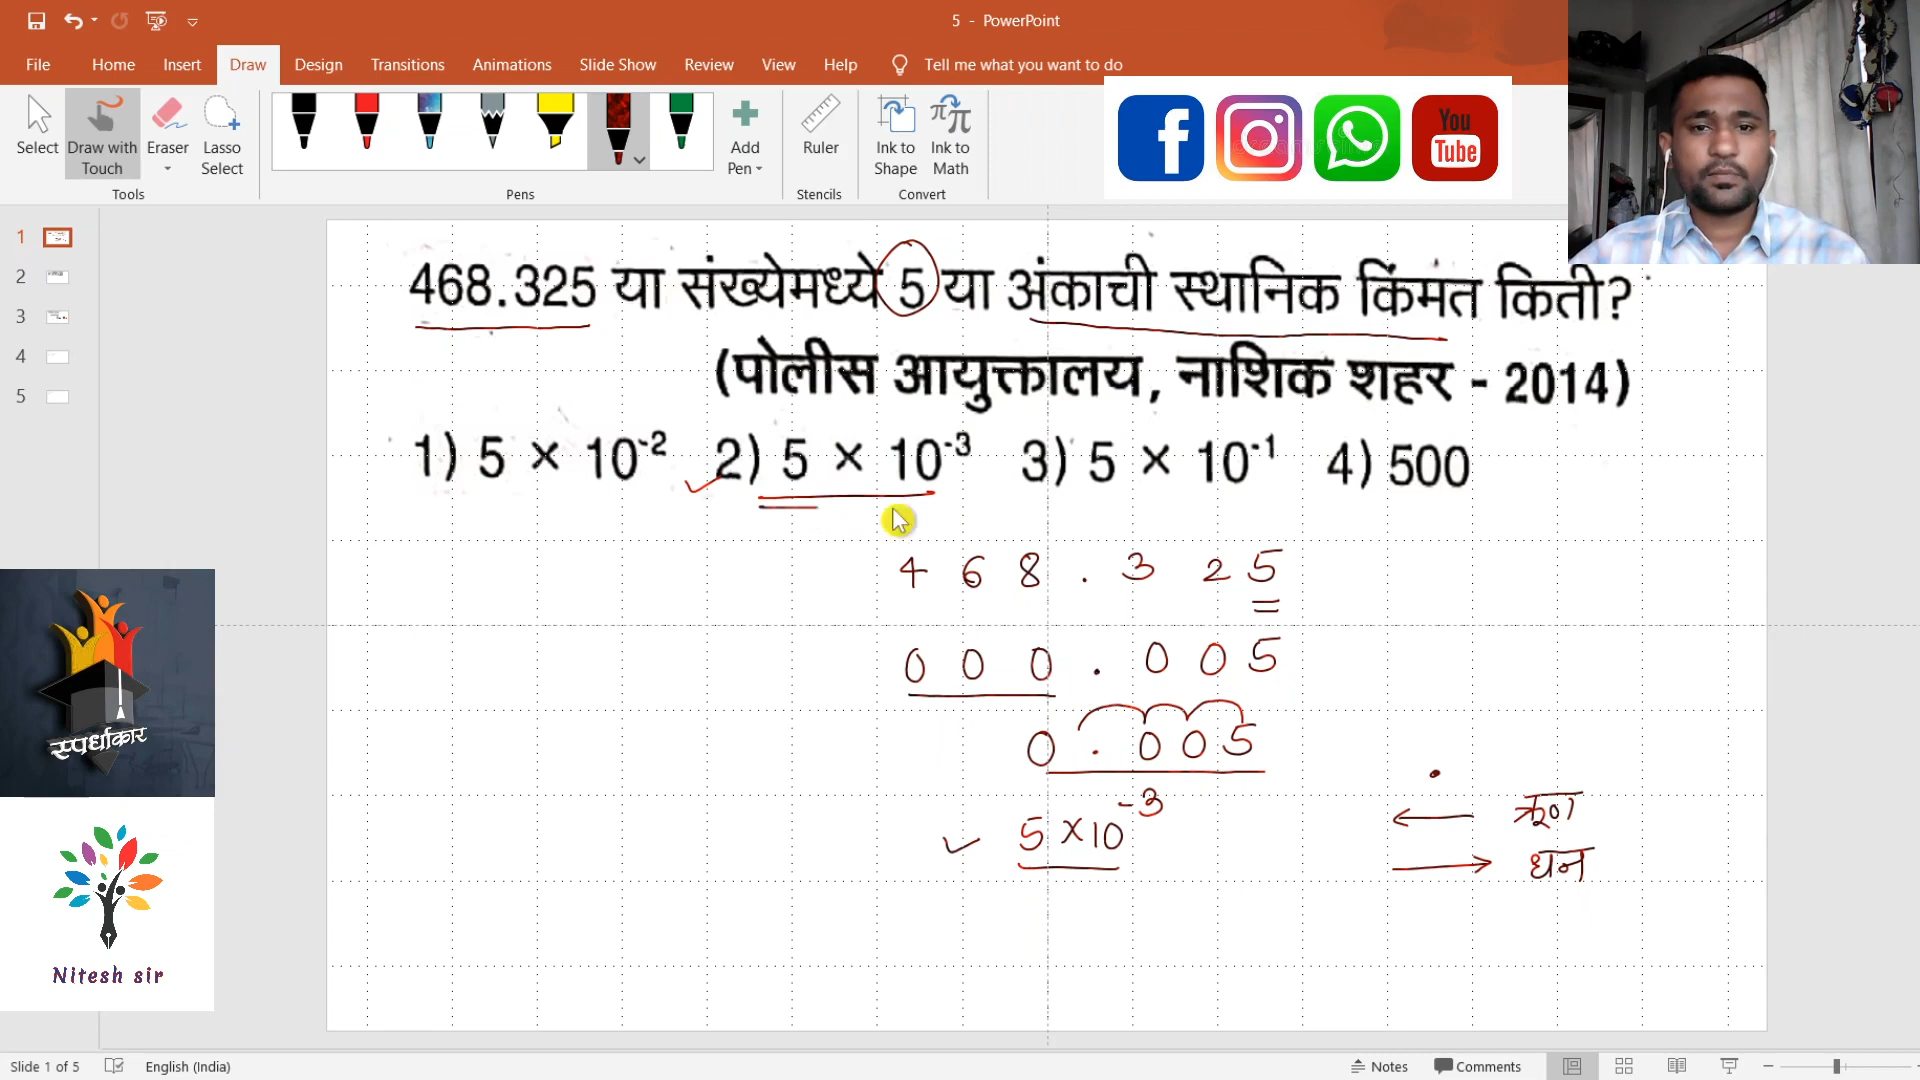 5 - PowerPoint
File Home Insert Draw Design Transitions Animations Slide Show Review View Help Tell me what you want to do
Select Draw with Touch Eraser Lasso Select
Add Pen Ruler Ink to Shape Ink to Math
Tools Pens Stencils Convert
You Tube
1
2
3
4
5
468.325 या संख्येमध्ये 5 या अंकाची स्थानिक किंमत किती?
(पोलीस आयुक्तालय, नाशिक शहर - 2014)
1) 5 × 10⁻² 2) 5 × 10⁻³ 3) 5 × 10⁻¹ 4) 500
4 6 8 . 3 2 5
0 0 0 . 0 0 5
0 . 0 0 5
5 × 10⁻³
ऋण
धन
स्पर्धाकार
Nitesh sir
Slide 1 of 5 English (India) Notes Comments